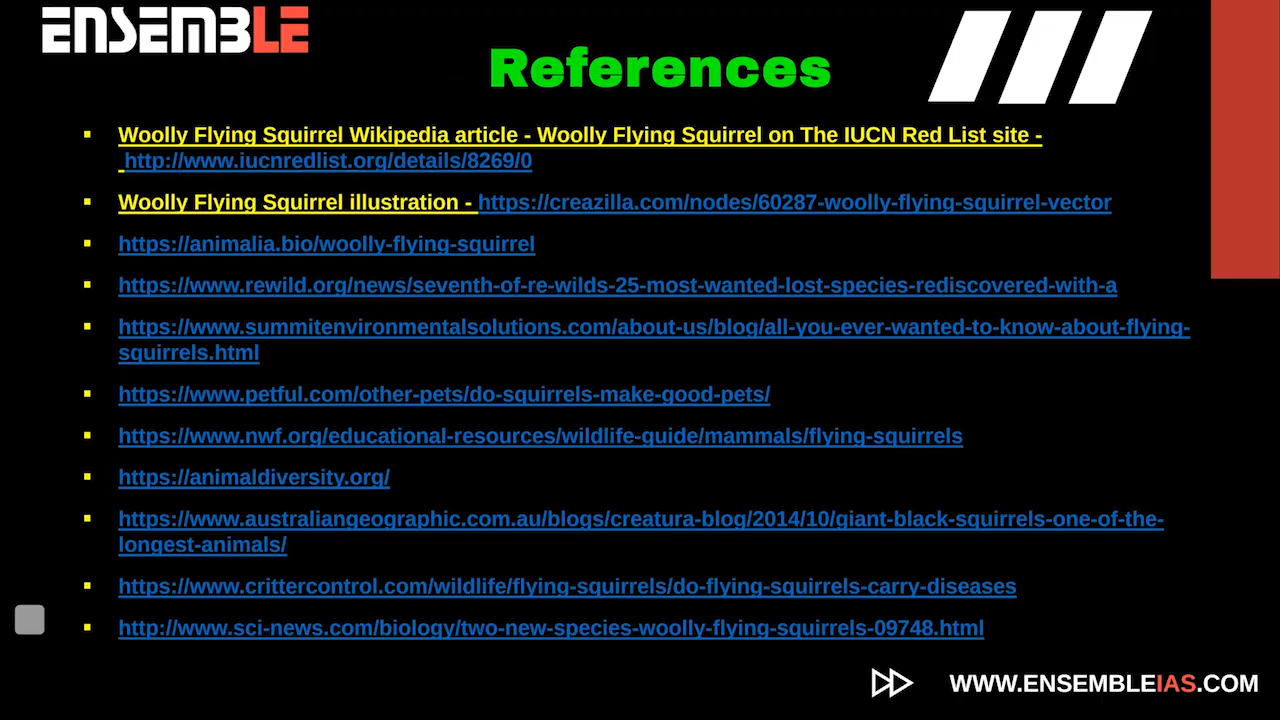 ENSEMBLE
References
▪ Woolly Flying Squirrel Wikipedia article - Woolly Flying Squirrel on The IUCN Red List site -
http://www.iucnredlist.org/details/8269/0
▪ Woolly Flying Squirrel illustration - https://creazilla.com/nodes/60287-woolly-flying-squirrel-vector
▪ https://animalia.bio/woolly-flying-squirrel
▪ https://www.rewild.org/news/seventh-of-re-wilds-25-most-wanted-lost-species-rediscovered-with-a
▪ https://www.summitenvironmentalsolutions.com/about-us/blog/all-you-ever-wanted-to-know-about-flying-
squirrels.html
▪ https://www.petful.com/other-pets/do-squirrels-make-good-pets/
▪ https://www.nwf.org/educational-resources/wildlife-guide/mammals/flying-squirrels
▪ https://animaldiversity.org/
▪ https://www.australiangeographic.com.au/blogs/creatura-blog/2014/10/giant-black-squirrels-one-of-the-
longest-animals/
▪ https://www.crittercontrol.com/wildlife/flying-squirrels/do-flying-squirrels-carry-diseases
▪ http://www.sci-news.com/biology/two-new-species-woolly-flying-squirrels-09748.html
WWW.ENSEMBLEIAS.COM